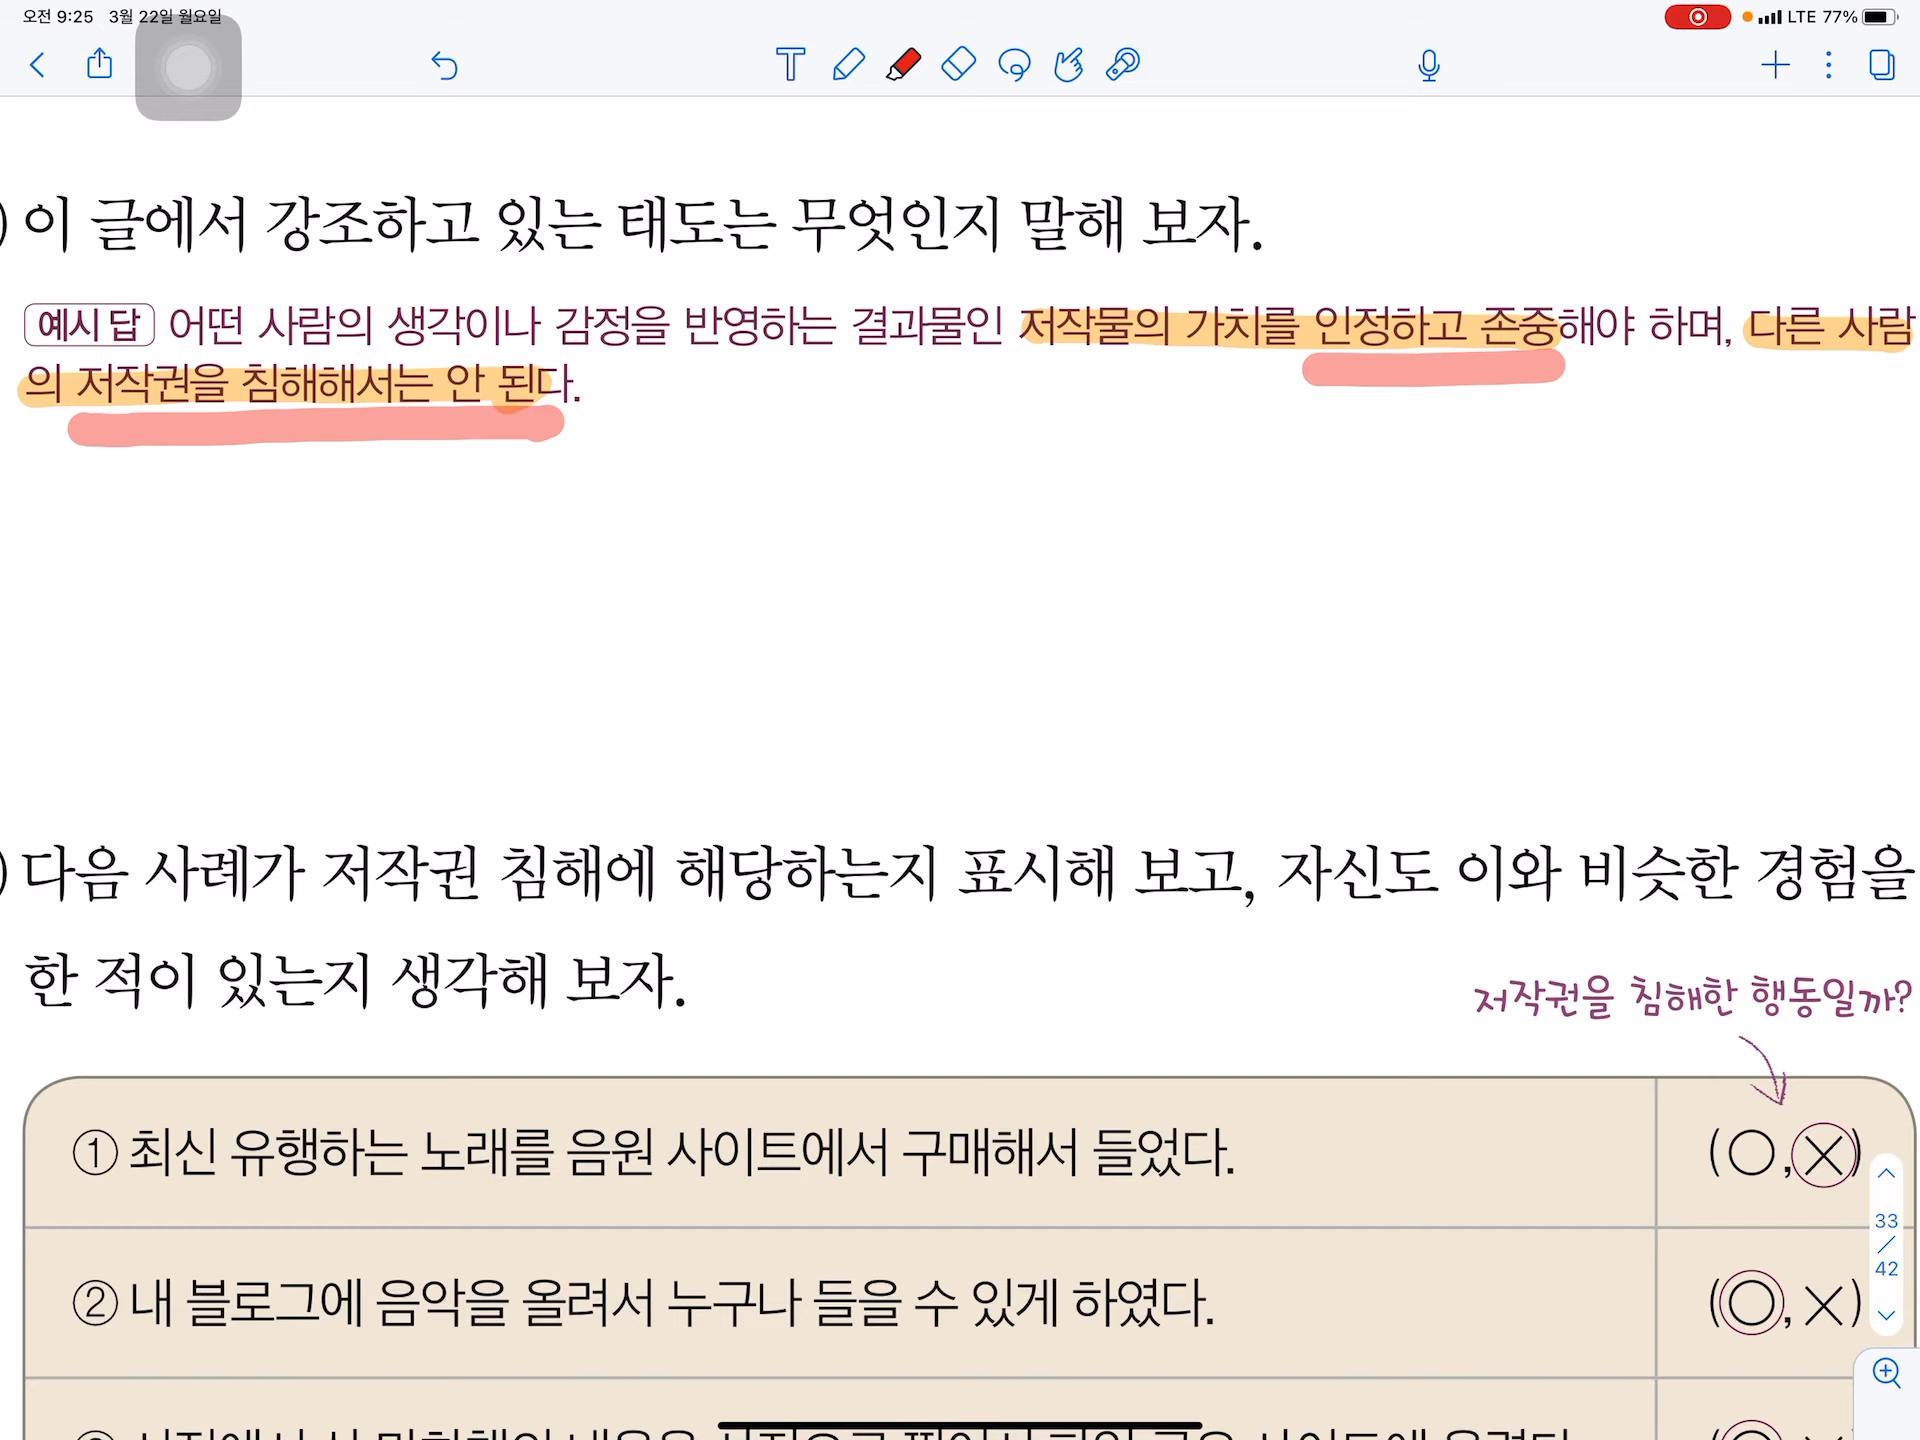 오전 9:25 3월 22일 월요일
LTE 77%
) 이 글에서 강조하고 있는 태도는 무엇인지 말해 보자.
예시 답 어떤 사람의 생각이나 감정을 반영하는 결과물인 저작물의 가치를 인정하고 존중해야 하며, 다른 사람
의 저작권을 침해해서는 안 된다.
) 다음 사례가 저작권 침해에 해당하는지 표시해 보고, 자신도 이와 비슷한 경험을
한 적이 있는지 생각해 보자.
저작권을 침해한 행동일까?
① 최신 유행하는 노래를 음원 사이트에서 구매해서 들었다. (○,×)
② 내 블로그에 음악을 올려서 누구나 들을 수 있게 하였다. (○,×)
33
/
42